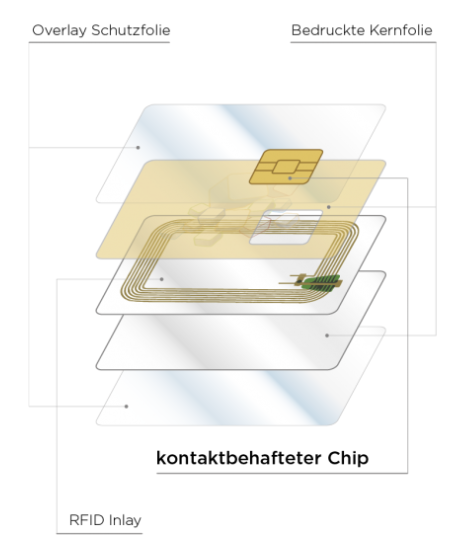 Overlay Schutzfolie
Bedruckte Kernfolie
kontaktbehafteter Chip
RFID Inlay